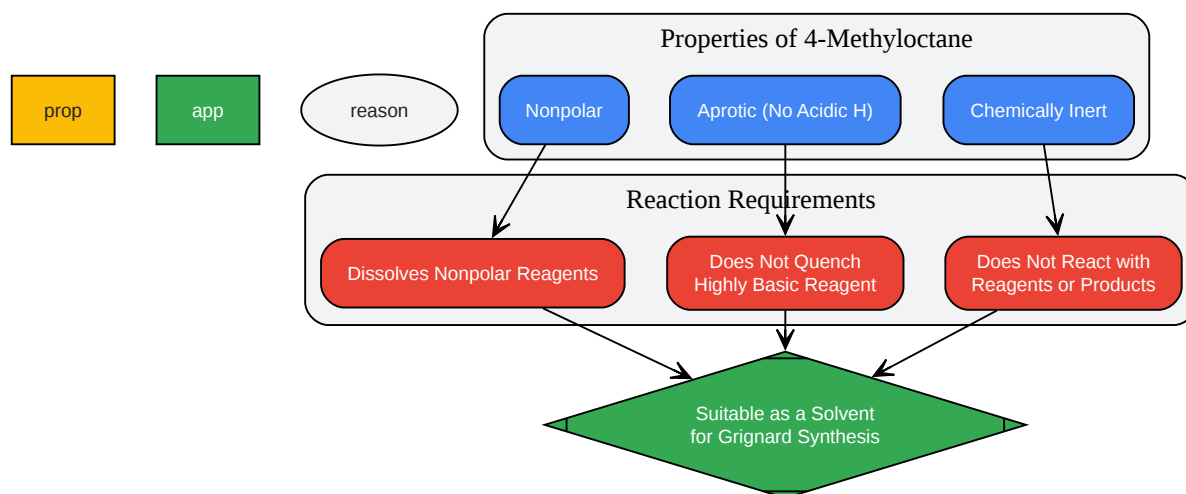 Properties of 4-Methyloctane
prop
app
reason
Nonpolar
Aprotic (No Acidic H)
Chemically Inert
Reaction Requirements
Dissolves Nonpolar Reagents
Does Not Quench
Highly Basic Reagent
Does Not React with
Reagents or Products
Suitable as a Solvent
for Grignard Synthesis